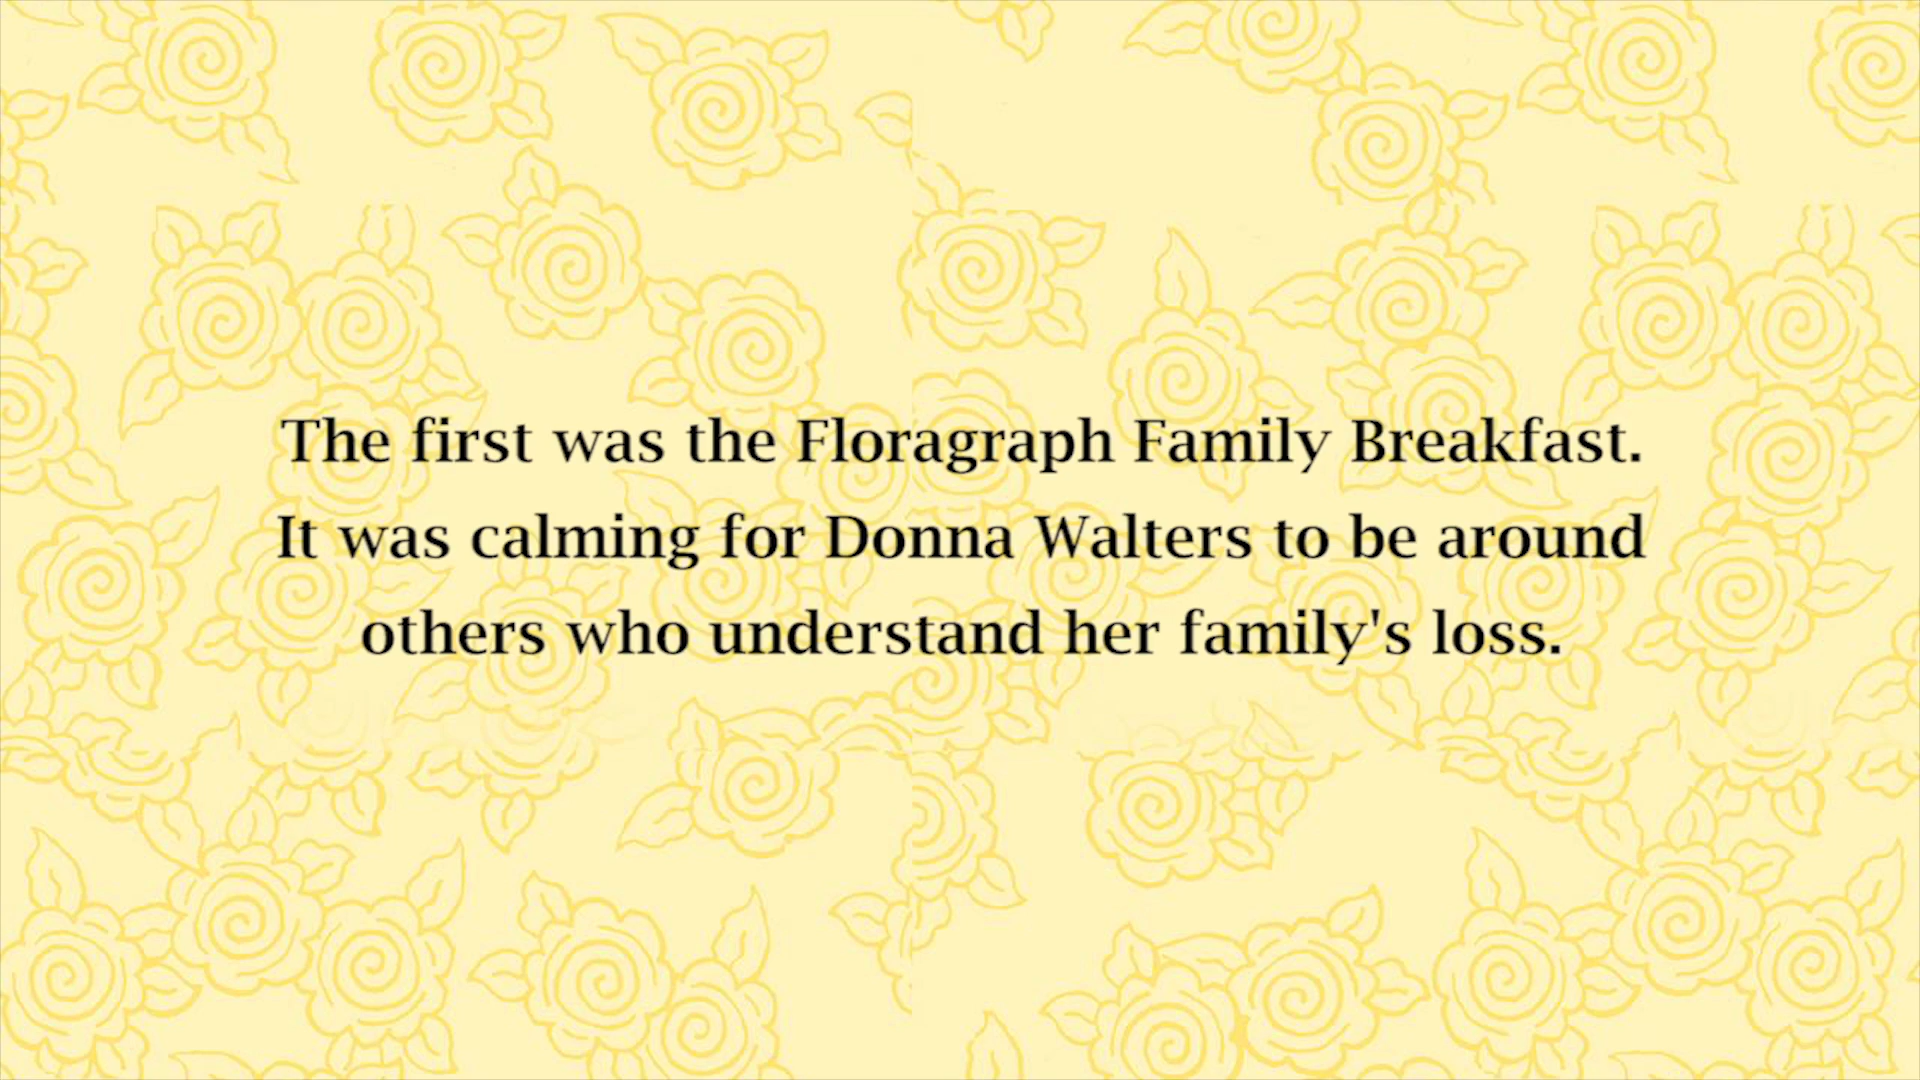 The first was the Floragraph Family Breakfast.
It was calming for Donna Walters to be around
others who understand her family's loss.